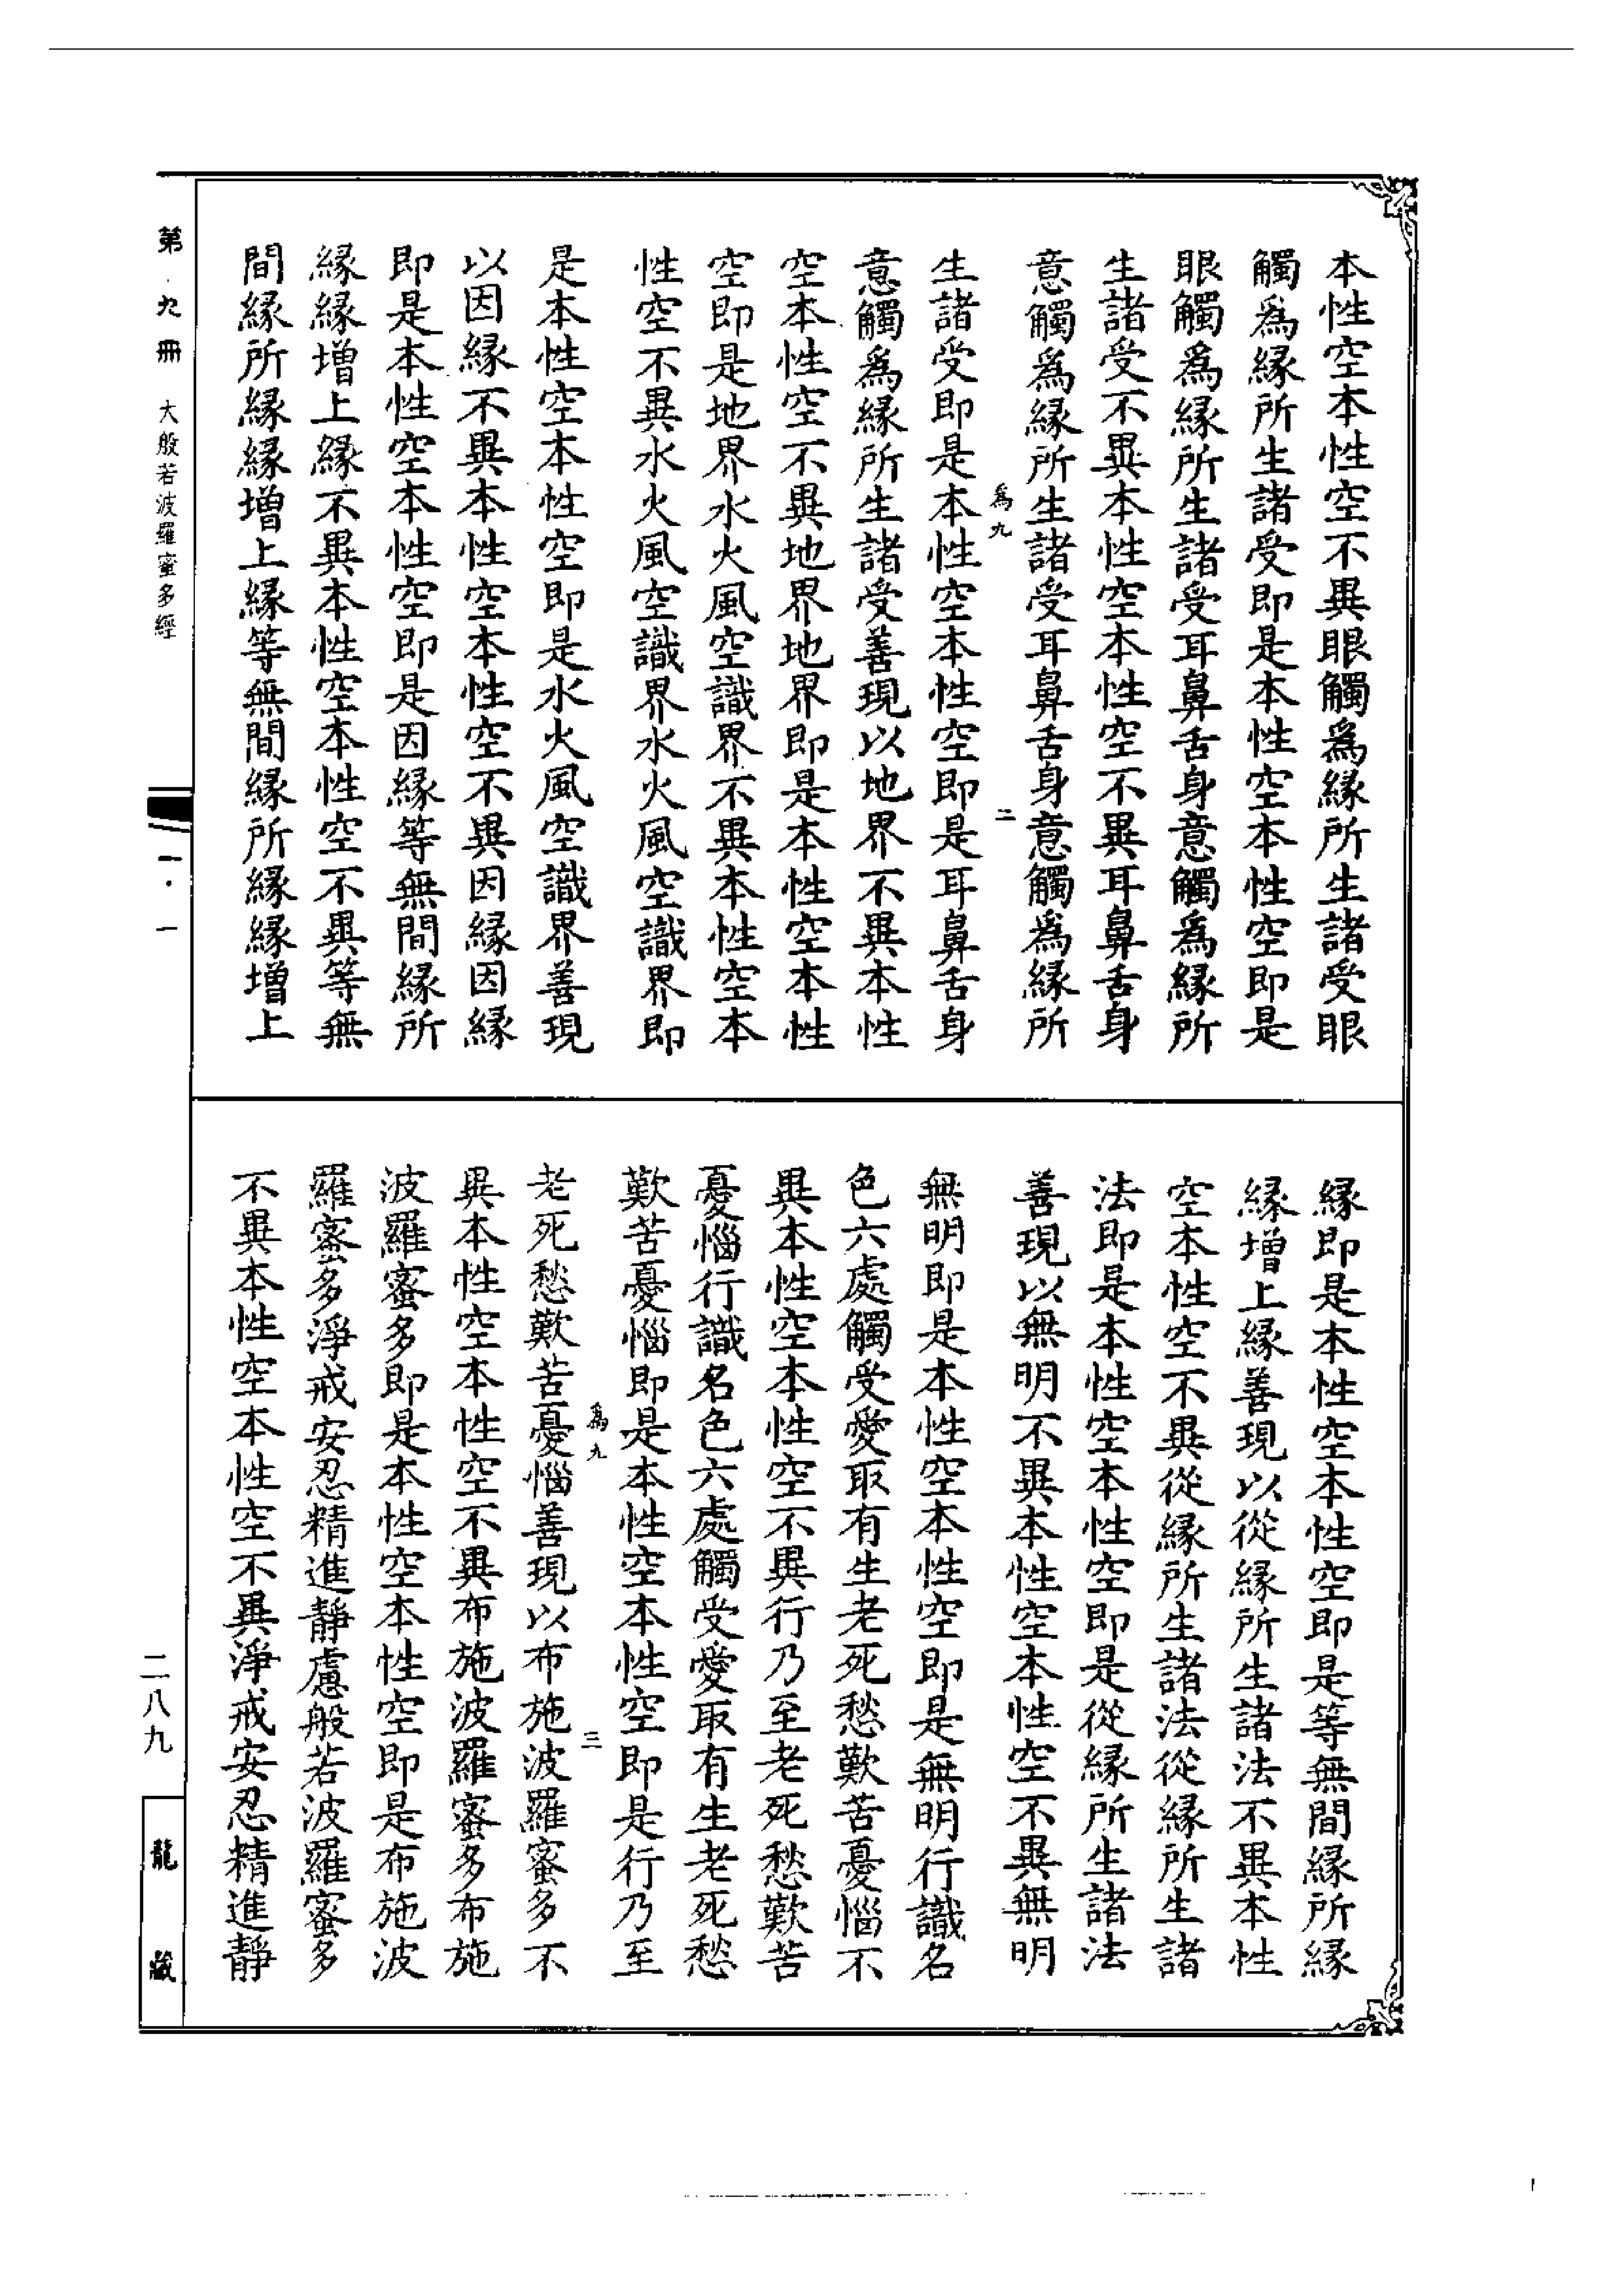 本性空本性空不異眼觸爲緣所生諸受眼
觸爲緣所生諸受即是本性空本性空即是
眼觸爲緣所生諸受耳鼻舌身意觸爲緣所
生諸受不異本性空本性空不異耳鼻舌身
意觸爲緣所生諸受耳鼻舌身意觸爲緣所
爲九 二
生諸受即是本性空本性空即是耳鼻舌身
意觸爲緣所生諸受善現以地界不異本性
空本性空不異地界地界即是本性空本性
空即是地界水火風空識界不異本性空本
性空不異水火風空識界水火風空識界即
是本性空本性空即是水火風空識界善現
以因緣不異本性空本性空不異因緣因緣
即是本性空本性空即是因緣等無間緣所
緣緣增上緣不異本性空本性空不異等無
間緣所緣緣增上緣等無間緣所緣緣增上
緣即是本性空本性空即是等無間緣所緣
緣增上緣善現以從緣所生諸法不異本性
空本性空不異從緣所生諸法從緣所生諸
法即是本性空本性空即是從緣所生諸法
善現以無明不異本性空本性空不異無明
無明即是本性空本性空即是無明行識名
色六處觸受愛取有生老死愁歎苦憂惱不
異本性空本性空不異行乃至老死愁歎苦
憂惱行識名色六處觸受愛取有生老死愁
歎苦憂惱即是本性空本性空即是行乃至
爲九 三
老死愁歎苦憂惱善現以布施波羅蜜多不
異本性空本性空不異布施波羅蜜多布施
波羅蜜多即是本性空本性空即是布施波
羅蜜多淨戒安忍精進靜慮般若波羅蜜多
不異本性空本性空不異淨戒安忍精進靜
第九冊 大般若波羅蜜多經
二·一
二八九
龍藏